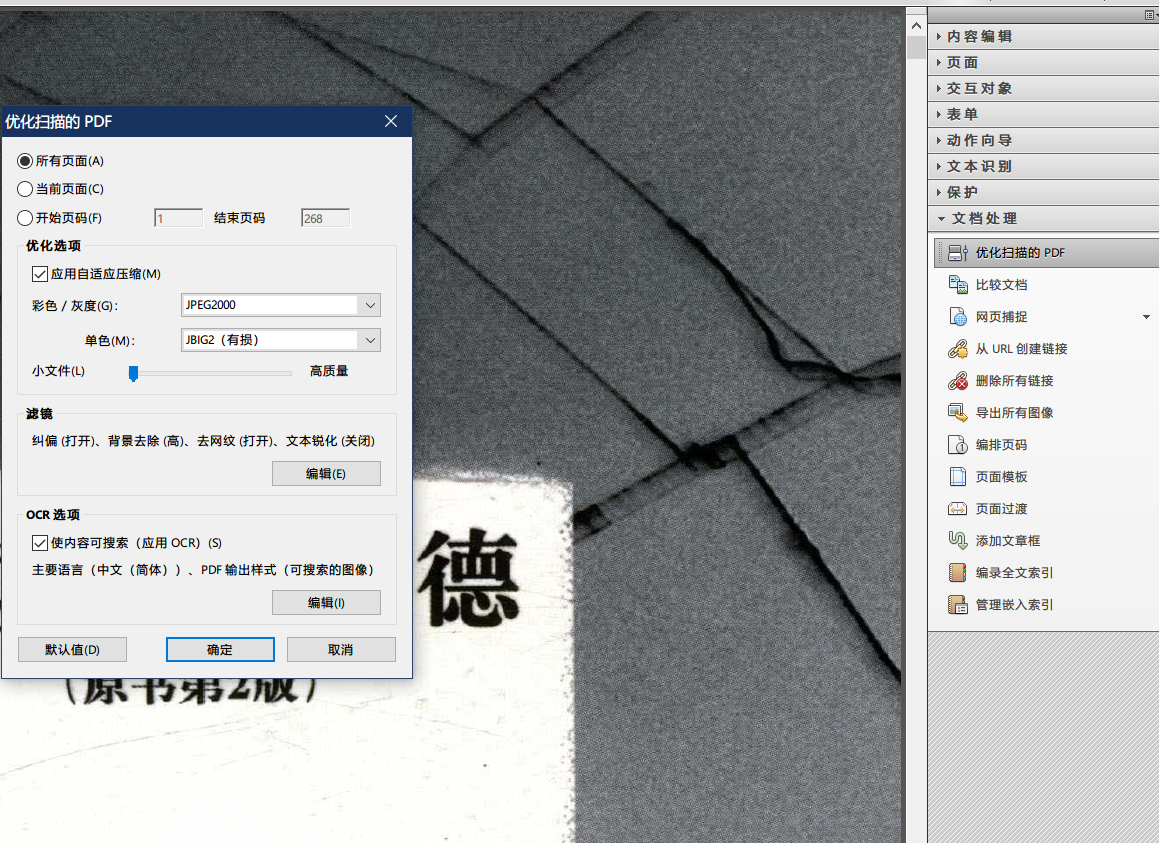 优化扫描的 PDF
所有页面(A)
当前页面(C)
开始页码(F) 1 结束页码 268
优化选项
应用自适应压缩(M)
彩色 / 灰度(G): JPEG2000
单色(M): JBIG2（有损）
小文件(L) 高质量
滤镜
纠偏 (打开)、背景去除 (高)、去网纹 (打开)、文本锐化 (关闭)
编辑(E)
OCR 选项
使内容可搜索（应用 OCR）(S)
主要语言（中文（简体））、PDF 输出样式（可搜索的图像）
编辑(I)
默认值(D) 确定 取消
德
（原书第2版）
内容编辑
页面
交互对象
表单
动作向导
文本识别
保护
文档处理
优化扫描的 PDF
比较文档
网页捕捉
从 URL 创建链接
删除所有链接
导出所有图像
编排页码
页面模板
页面过渡
添加文章框
编录全文索引
管理嵌入索引